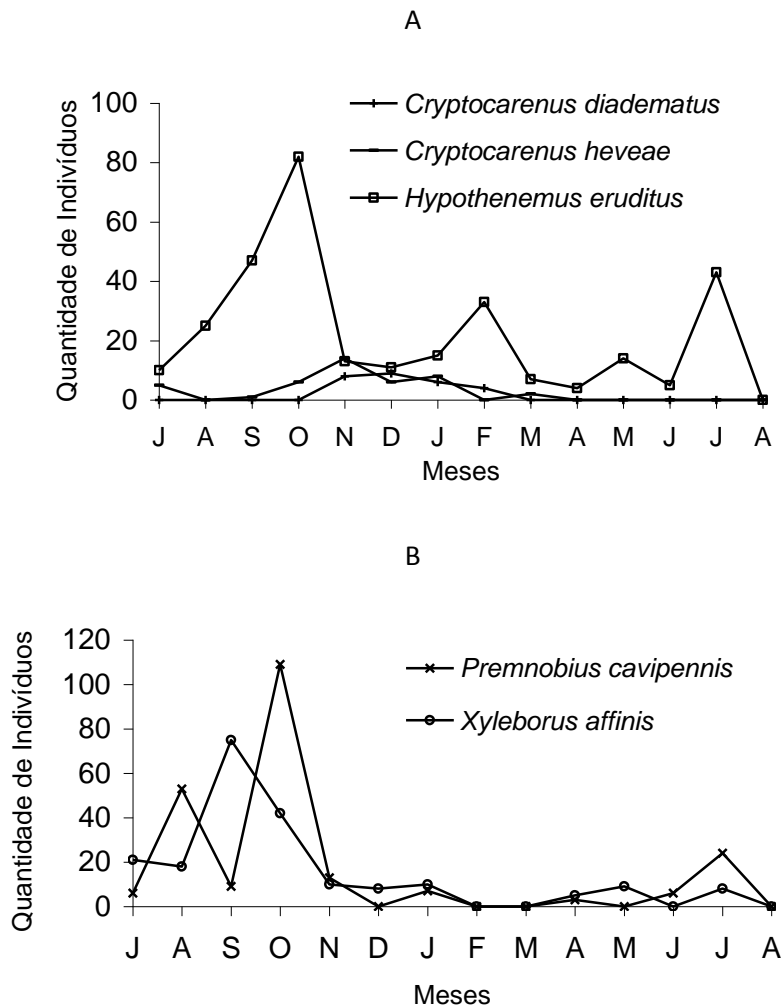 A
Quantidade de Indivíduos
100
80
60
40
20
0
Cryptocarenus diadematus
Cryptocarenus heveae
Hypothenemus eruditus
J A S O N D J F M A M J J A
Meses
B
Quantidade de Indivíduos
120
100
80
60
40
20
0
Premnobius cavipennis
Xyleborus affinis
J A S O N D J F M A M J J A
Meses